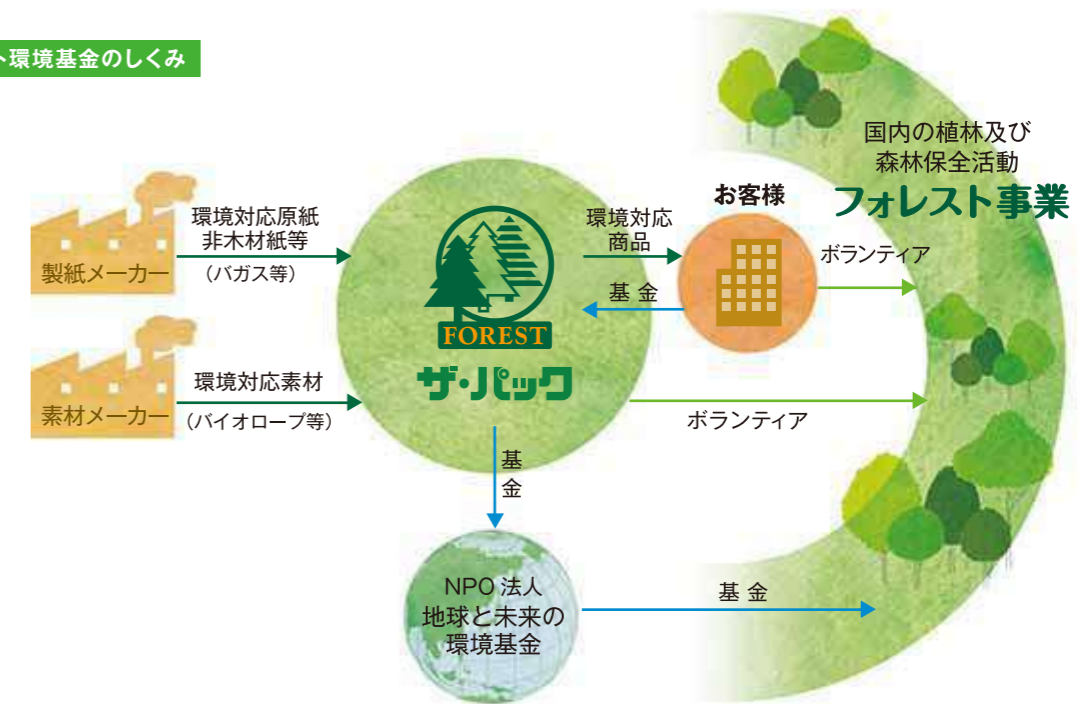 ト環境基金のしくみ
国内の植林及び
森林保全活動
フォレスト事業
製紙メーカー
環境対応原紙
非木材紙等
（バガス等）
素材メーカー
環境対応素材
（バイオロープ等）
FOREST
ザ・パック
環境対応
商品
基 金
お客様
ボランティア
ボランティア
基
金
NPO 法人
地球と未来の
環境基金
基 金